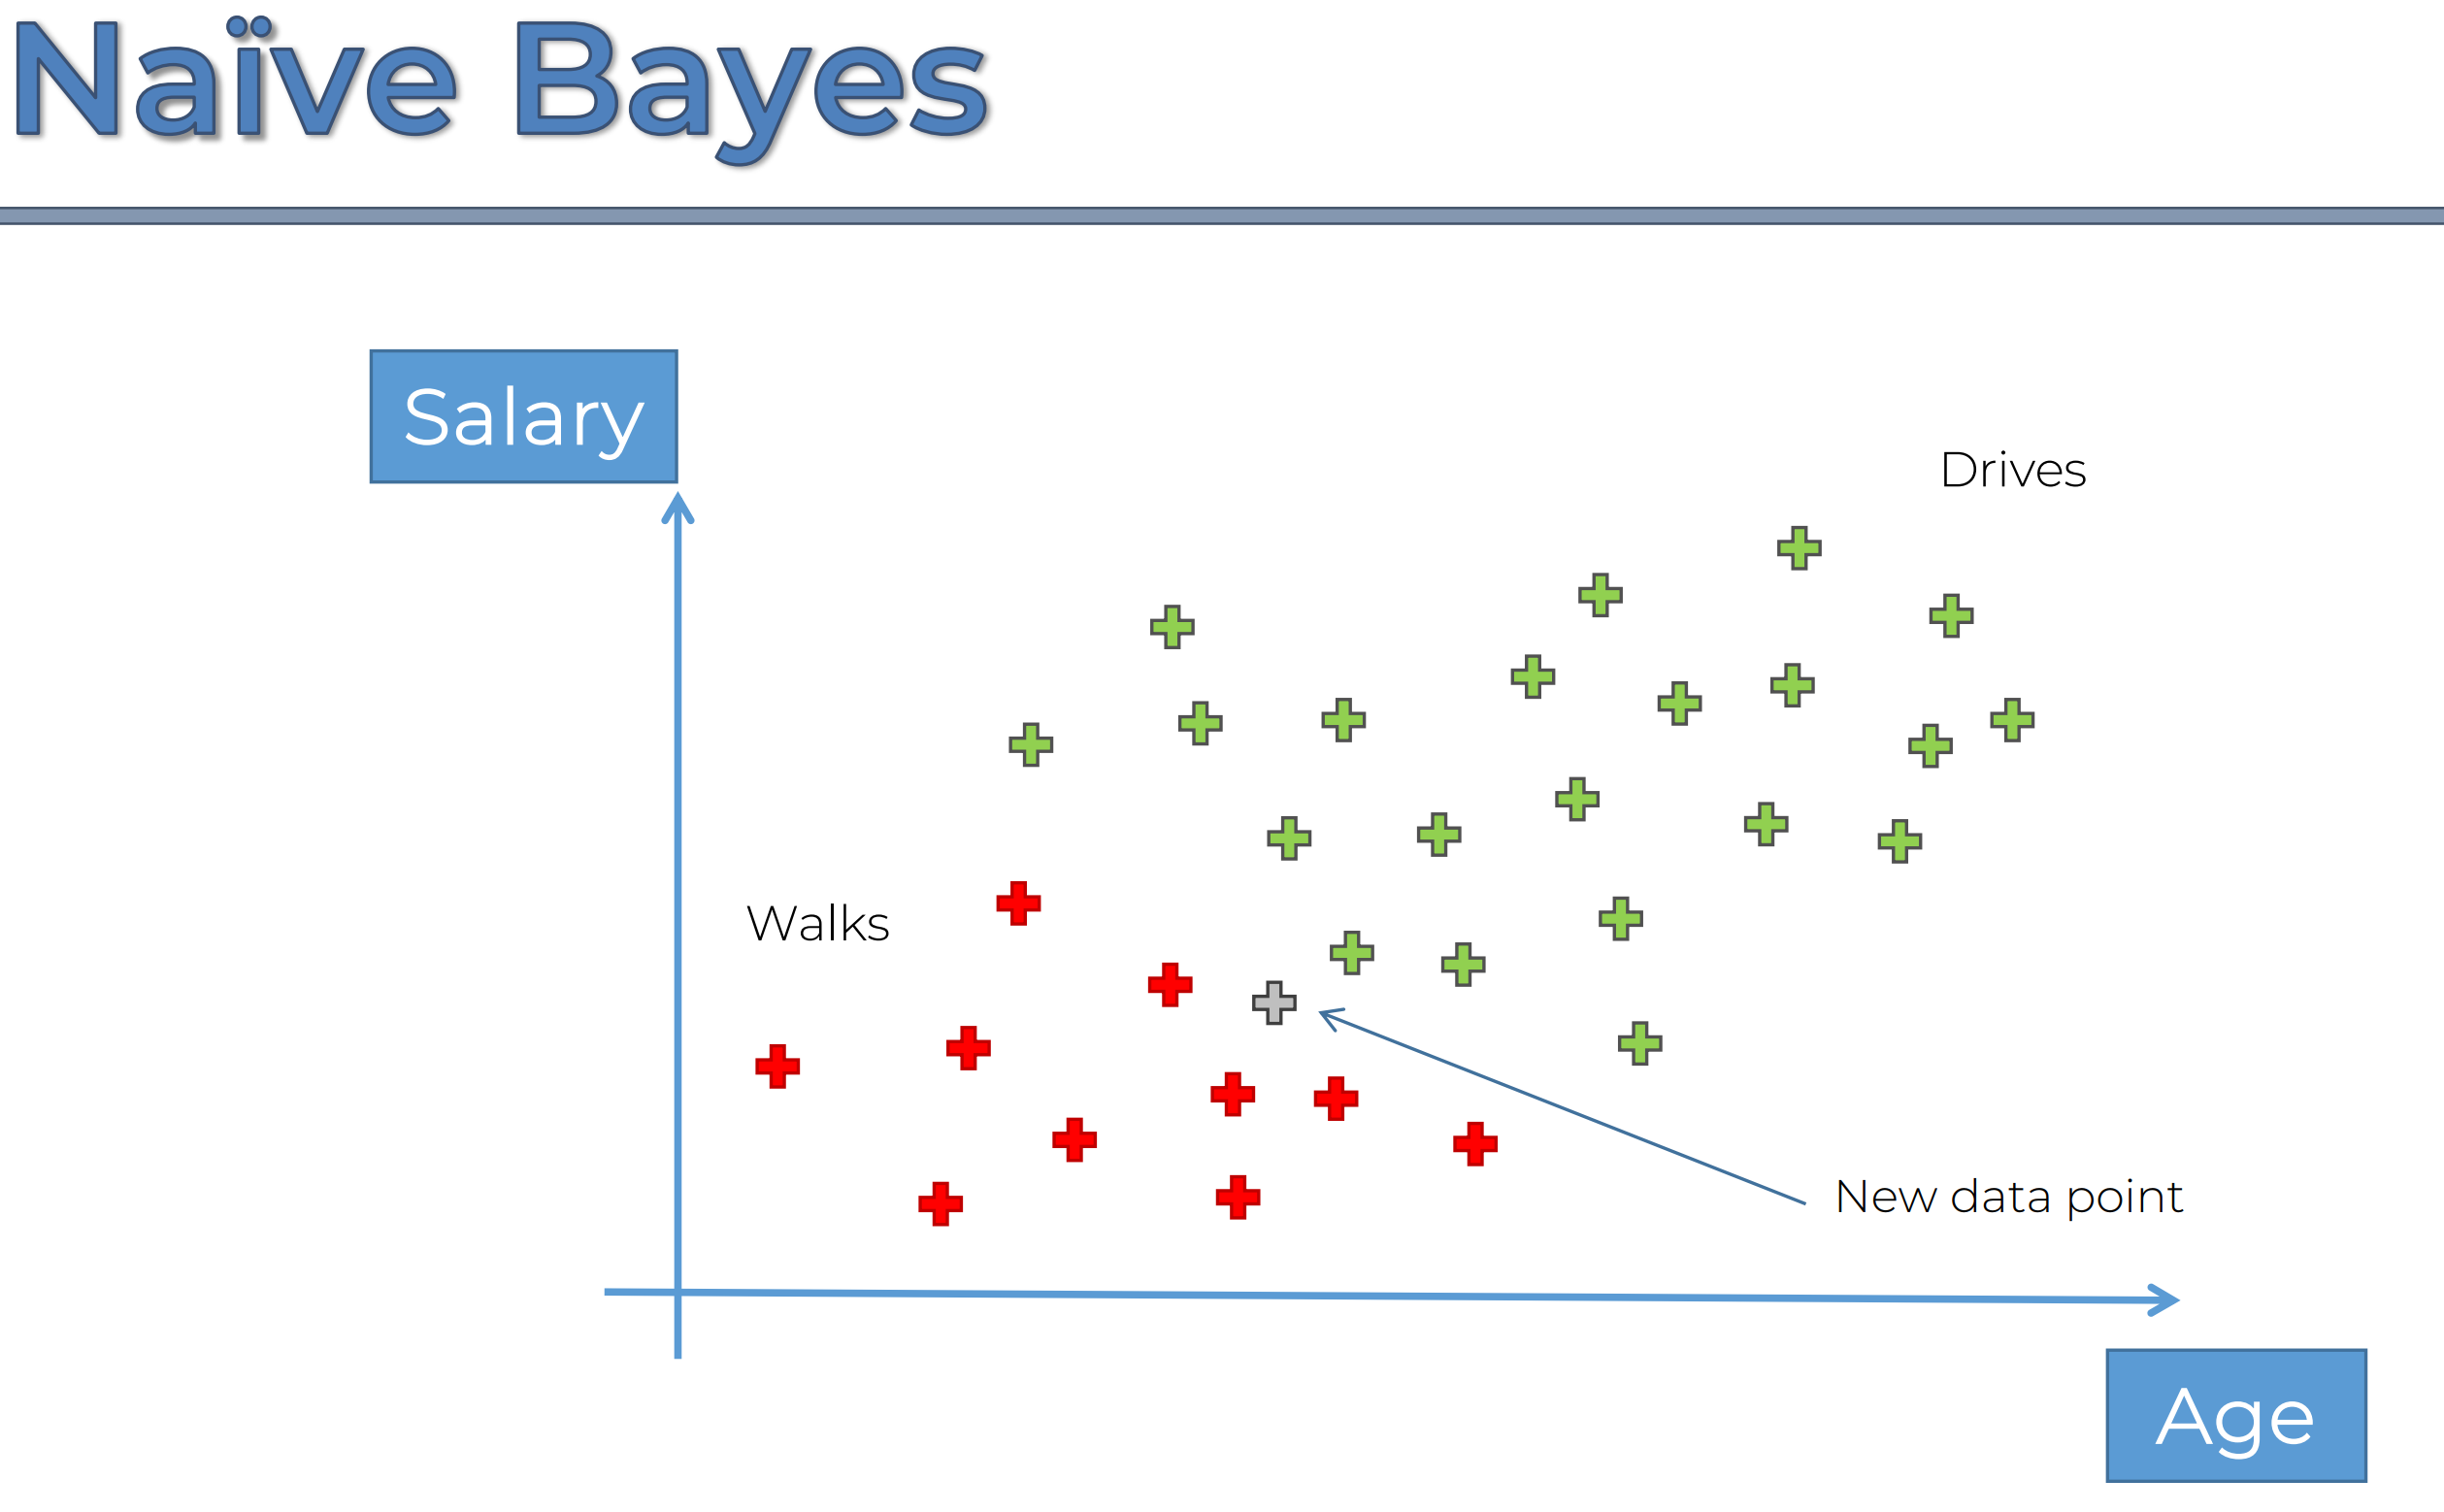 Naïve Bayes
Salary
Drives
Walks
New data point
Age